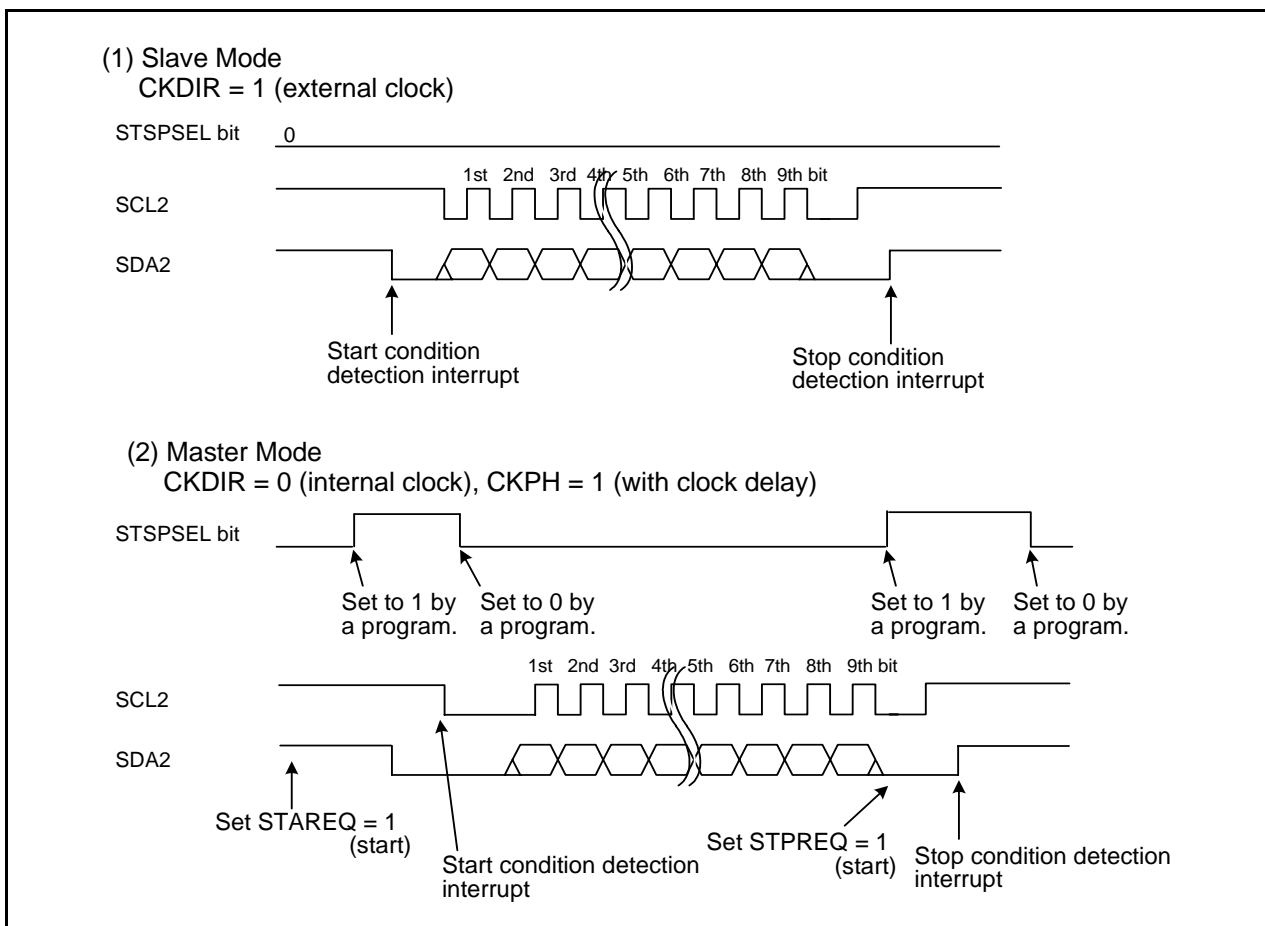 (1) Slave Mode
CKDIR = 1 (external clock)
STSPSEL bit
0
1st 2nd 3rd 4th 5th 6th 7th 8th 9th bit
SCL2
SDA2
Start condition
detection interrupt
Stop condition
detection interrupt
(2) Master Mode
CKDIR = 0 (internal clock), CKPH = 1 (with clock delay)
STSPSEL bit
Set to 1 by
a program.
Set to 0 by
a program.
Set to 1 by
a program.
Set to 0 by
a program.
1st 2nd 3rd 4th 5th 6th 7th 8th 9th bit
SCL2
SDA2
Set STAREQ = 1
(start)
Start condition detection
interrupt
Set STPREQ = 1
(start)
Stop condition detection
interrupt